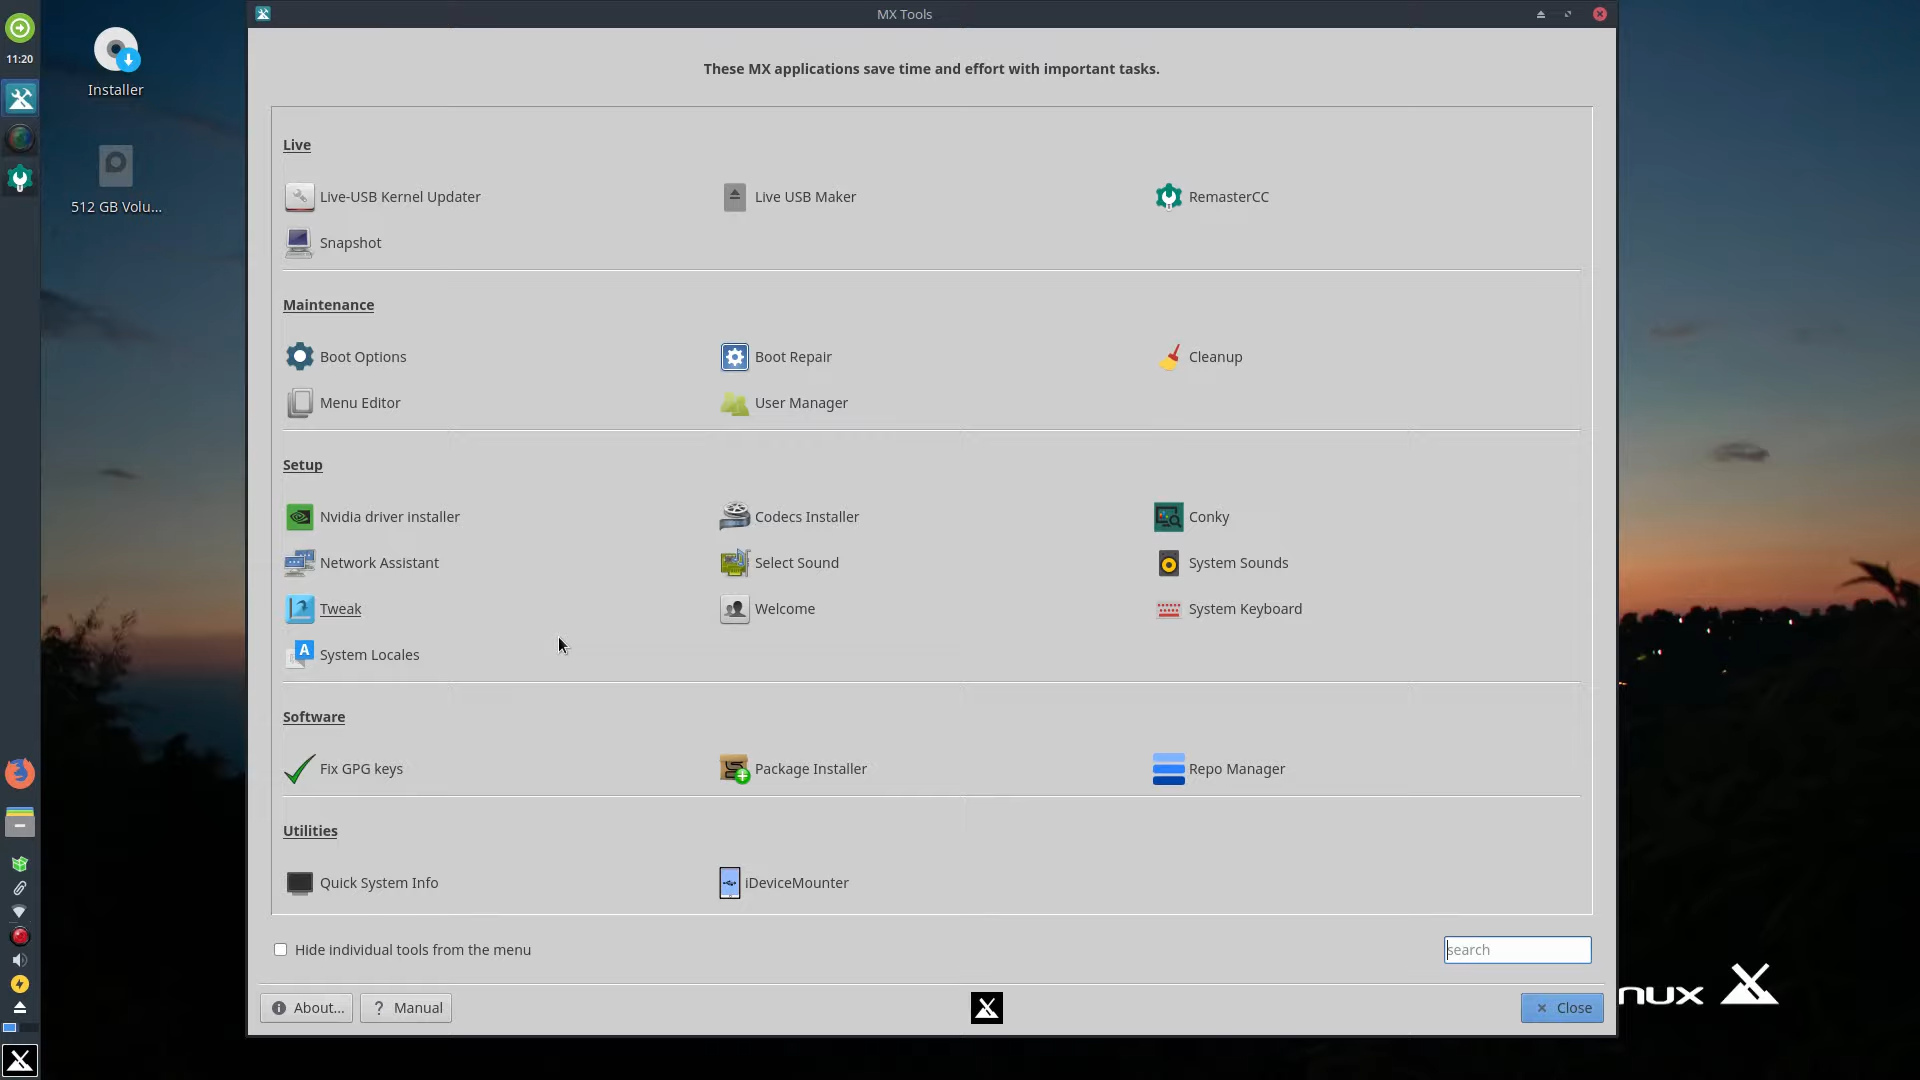 MX Tools
11:20
Installer
512 GB Volu...
These MX applications save time and effort with important tasks.
Live
Live-USB Kernel Updater
Live USB Maker
RemasterCC
Snapshot
Maintenance
Boot Options
Boot Repair
Cleanup
Menu Editor
User Manager
Setup
Nvidia driver installer
Codecs Installer
Conky
Network Assistant
Select Sound
System Sounds
Tweak
Welcome
System Keyboard
System Locales
Software
Fix GPG keys
Package Installer
Repo Manager
Utilities
Quick System Info
iDeviceMounter
Hide individual tools from the menu
search
About...
? Manual
Close
nux